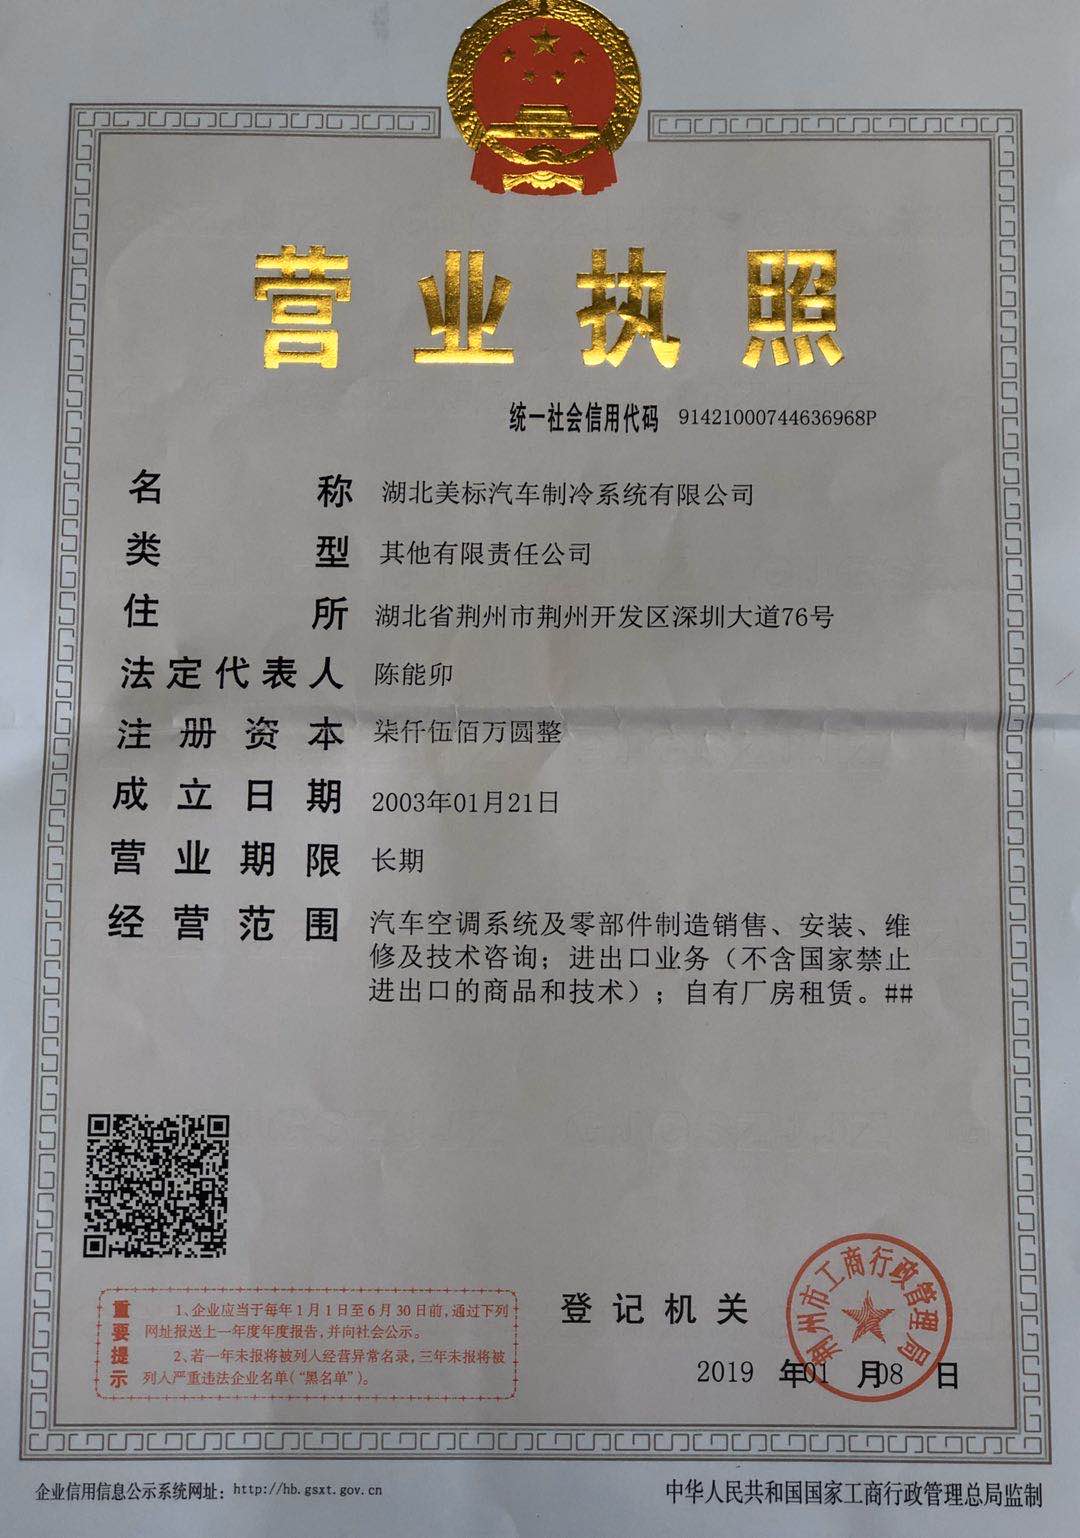 营业执照
统一社会信用代码 91421000744636968P
名称 湖北美标汽车制冷系统有限公司
类型 其他有限责任公司
住所 湖北省荆州市荆州开发区深圳大道76号
法定代表人 陈能卯
注册资本 柒仟伍佰万圆整
成立日期 2003年01月21日
营业期限 长期
经营范围 汽车空调系统及零部件制造销售、安装、维
修及技术咨询；进出口业务（不含国家禁止
进出口的商品和技术）；自有厂房租赁。##
重要提示
1、企业应当于每年1月1日至6月30日前,通过下列
网址报送上一年度年度报告,并向社会公示。
2、若一年未报将被列入经营异常名录,三年未报将被
列入严重违法企业名单(“黑名单”)。
登记机关
荆州市工商行政管理局
2019 年01 月08 日
企业信用信息公示系统网址: http://hb.gsxt.gov.cn
中华人民共和国国家工商行政管理总局监制